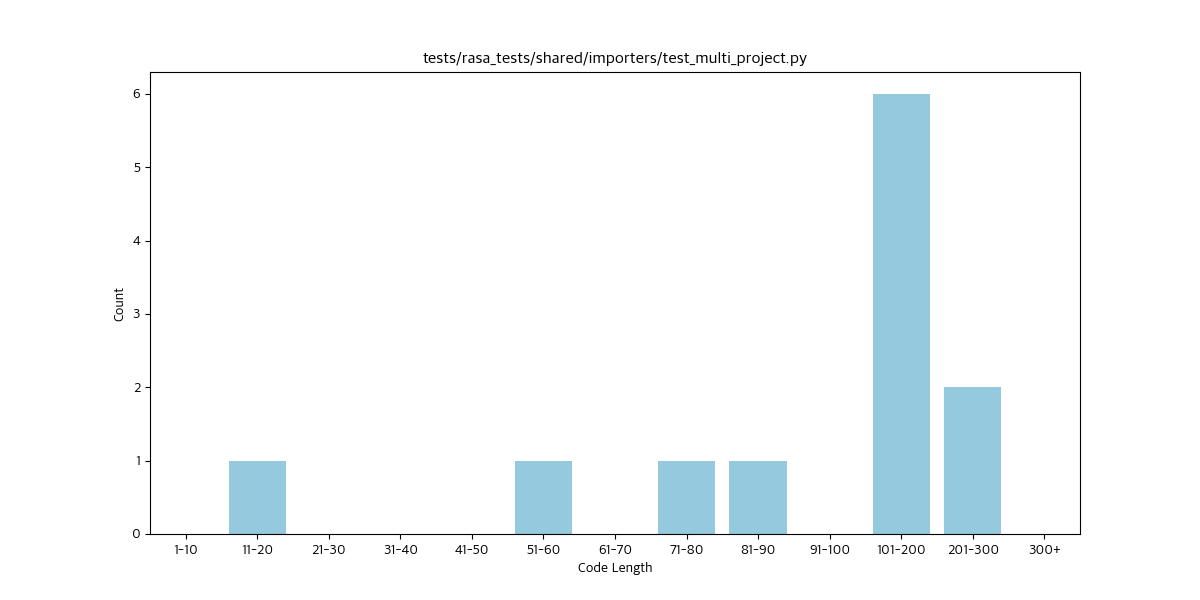 tests/rasa_tests/shared/importers/test_multi_project.py
6
5
4
3
2
1
0
Count
1-10 11-20 21-30 31-40 41-50 51-60 61-70 71-80 81-90 91-100 101-200 201-300 300+
Code Length